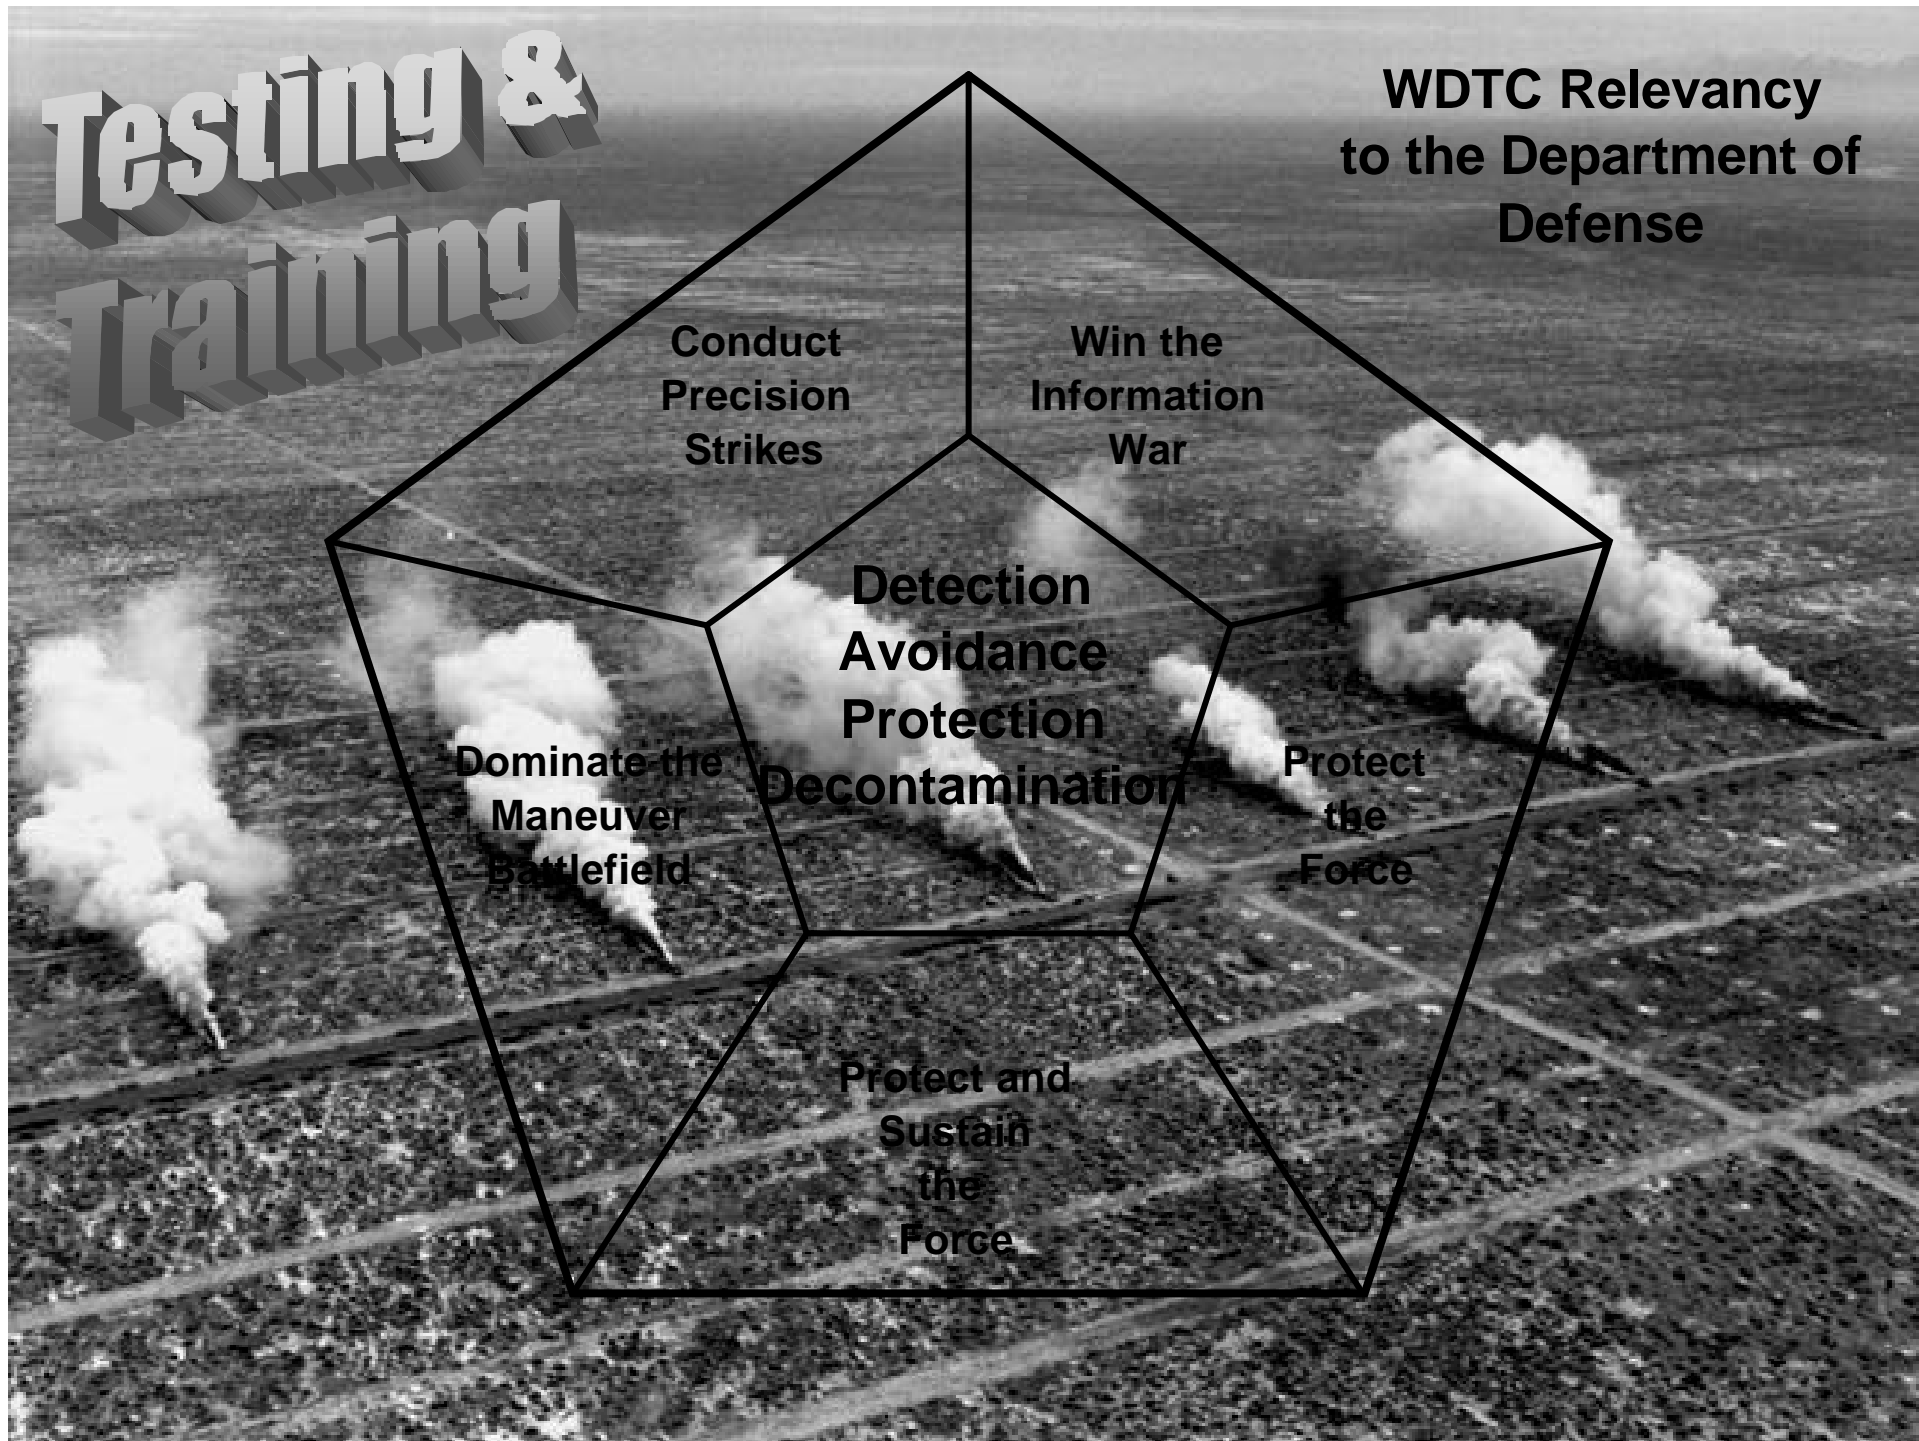 Testing &
Training
WDTC Relevancy
to the Department of
Defense
Conduct
Precision
Strikes
Win the
Information
War
Detection
Avoidance
Protection
Decontamination
Dominate the
Maneuver
Battlefield
Protect
the
Force
Protect and
Sustain
the
Force